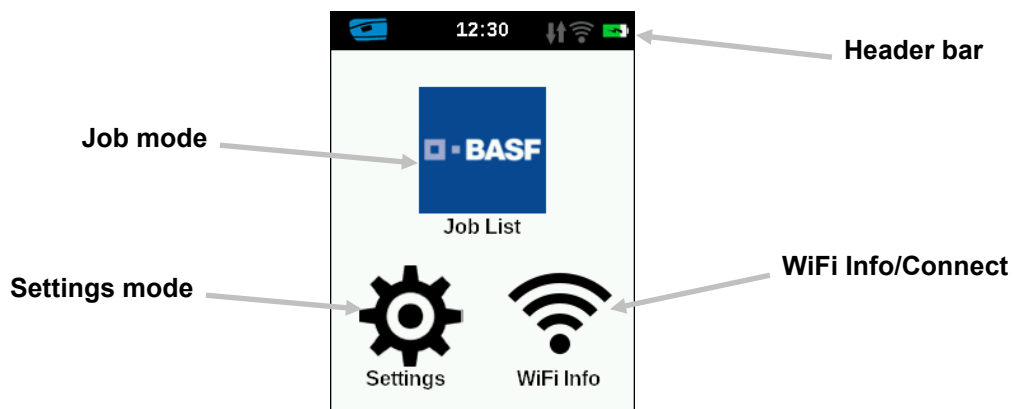 12:30
Header bar
Job mode
BASF
Job List
WiFi Info/Connect
Settings mode
Settings
WiFi Info